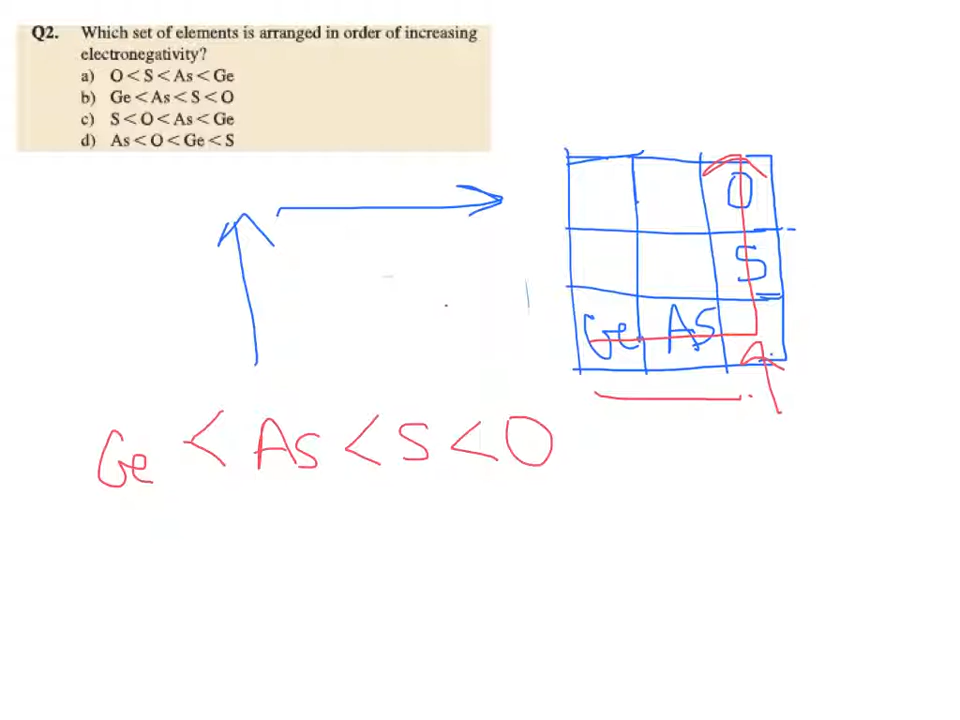 Q2. Which set of elements is arranged in order of increasing
electronegativity?
a) O<S<As<Ge
b) Ge<As<S<O
c) S<O<As<Ge
d) As<O<Ge<S
O
S
Ge As
Ge < As < S < O